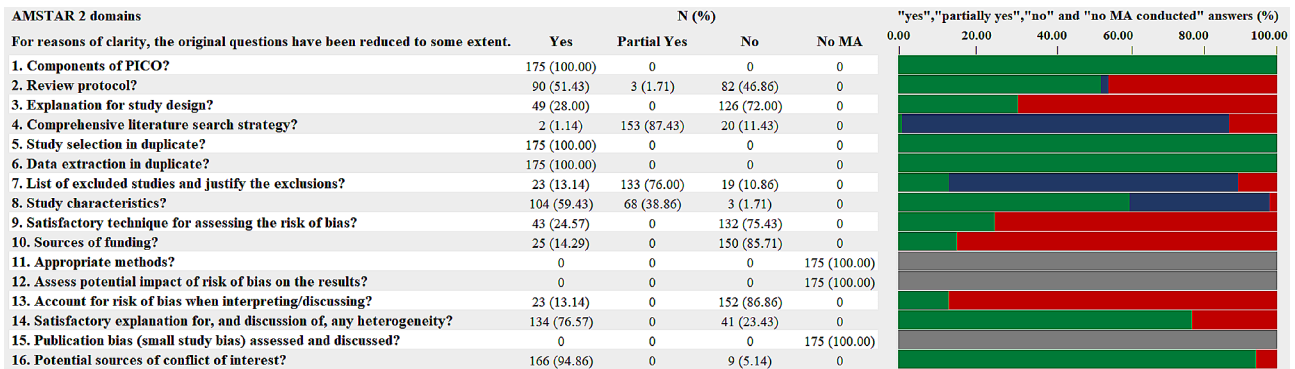 AMSTAR 2 domains N (%) "yes","partially yes","no" and "no MA conducted" answers (%)
For reasons of clarity, the original questions have been reduced to some extent. Yes Partial Yes No No MA 0.00 20.00 40.00 60.00 80.00 100.00
1. Components of PICO? 175 (100.00) 0 0 0
2. Review protocol? 90 (51.43) 3 (1.71) 82 (46.86) 0
3. Explanation for study design? 49 (28.00) 0 126 (72.00) 0
4. Comprehensive literature search strategy? 2 (1.14) 153 (87.43) 20 (11.43) 0
5. Study selection in duplicate? 175 (100.00) 0 0 0
6. Data extraction in duplicate? 175 (100.00) 0 0 0
7. List of excluded studies and justify the exclusions? 23 (13.14) 133 (76.00) 19 (10.86) 0
8. Study characteristics? 104 (59.43) 68 (38.86) 3 (1.71) 0
9. Satisfactory technique for assessing the risk of bias? 43 (24.57) 0 132 (75.43) 0
10. Sources of funding? 25 (14.29) 0 150 (85.71) 0
11. Appropriate methods? 0 0 0 175 (100.00)
12. Assess potential impact of risk of bias on the results? 0 0 0 175 (100.00)
13. Account for risk of bias when interpreting/discussing? 23 (13.14) 0 152 (86.86) 0
14. Satisfactory explanation for, and discussion of, any heterogeneity? 134 (76.57) 0 41 (23.43) 0
15. Publication bias (small study bias) assessed and discussed? 0 0 0 175 (100.00)
16. Potential sources of conflict of interest? 166 (94.86) 0 9 (5.14) 0